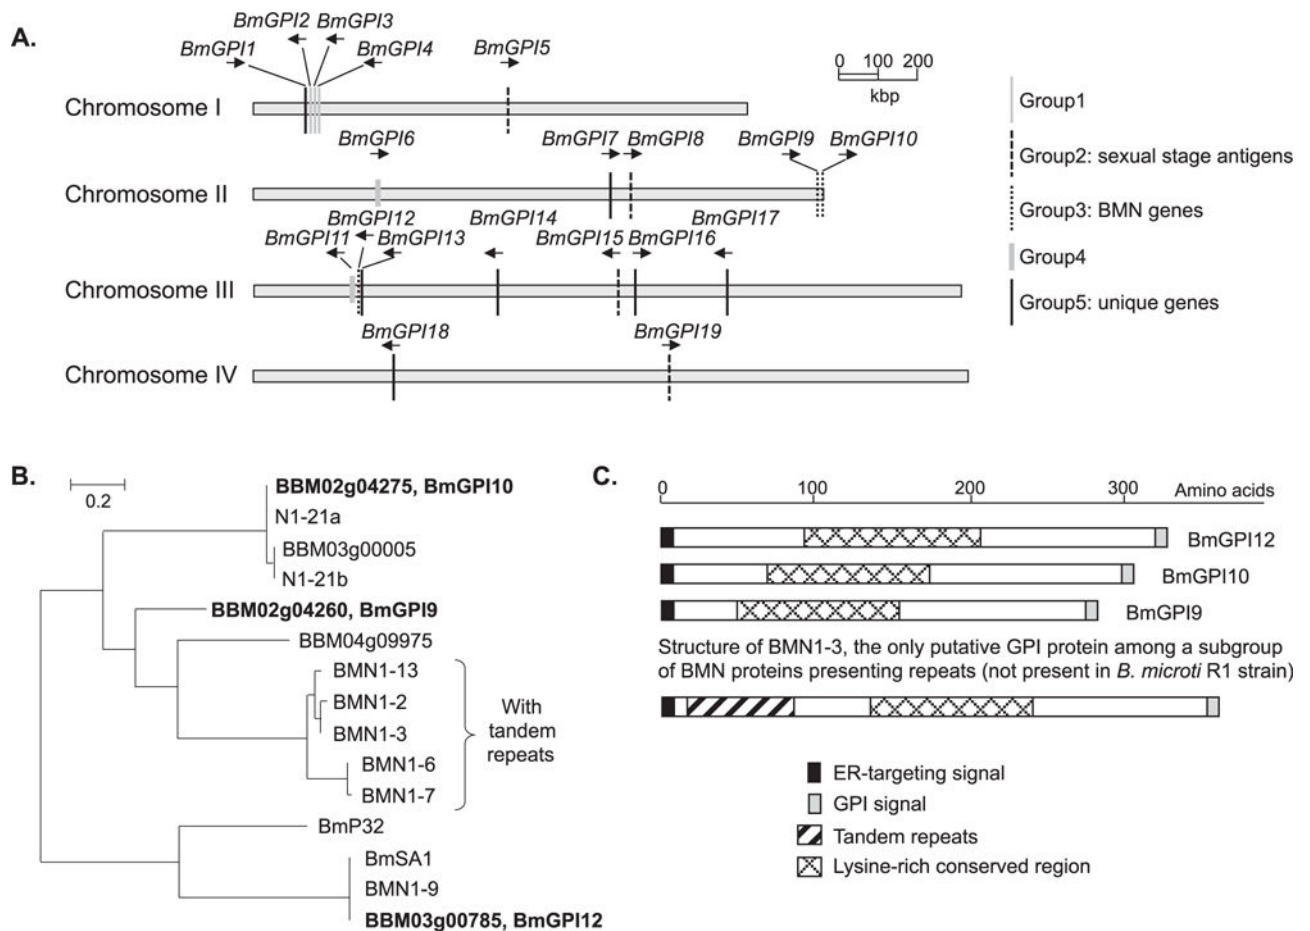 A.
BmGPI2 BmGPI3
BmGPI1 BmGPI4 BmGPI5
0 100 200
kbp
Chromosome I
BmGPI6 BmGPI7 BmGPI8 BmGPI9 BmGPI10
Chromosome II
BmGPI12 BmGPI14 BmGPI17
BmGPI11 BmGPI13 BmGPI15 BmGPI16
Chromosome III
BmGPI18 BmGPI19
Chromosome IV
Group1
Group2: sexual stage antigens
Group3: BMN genes
Group4
Group5: unique genes
B.
0.2
BBM02g04275, BmGPI10
N1-21a
BBM03g00005
N1-21b
BBM02g04260, BmGPI9
BBM04g09975
BMN1-13
BMN1-2
BMN1-3
BMN1-6
BMN1-7
With
tandem
repeats
BmP32
BmSA1
BMN1-9
BBM03g00785, BmGPI12
C.
0 100 200 300 Amino acids
BmGPI12
BmGPI10
BmGPI9
Structure of BMN1-3, the only putative GPI protein among a subgroup
of BMN proteins presenting repeats (not present in B. microti R1 strain)
ER-targeting signal
GPI signal
Tandem repeats
Lysine-rich conserved region